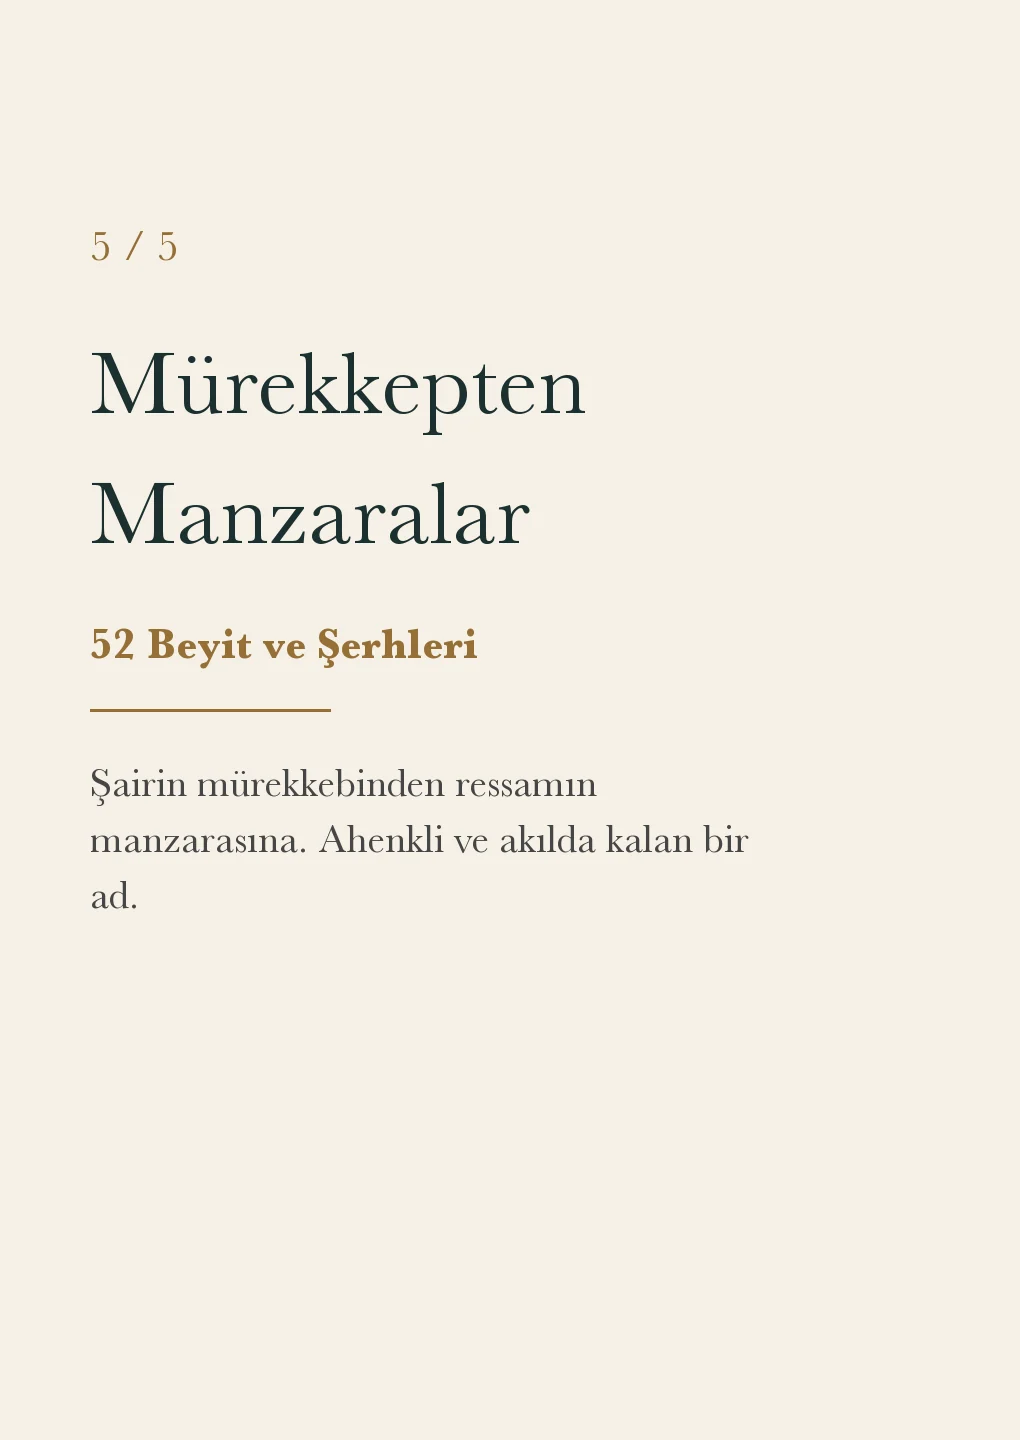 5 / 5
Mürekkepten
Manzaralar
52 Beyit ve Şerhleri
Şairin mürekkebinden ressamın
manzarasına. Ahenkli ve akılda kalan bir
ad.